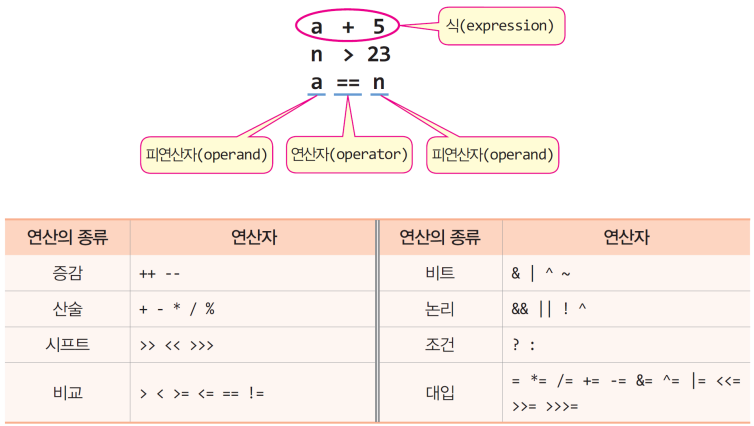 a + 5
식(expression)
n > 23
a == n
피연산자(operand)
연산자(operator)
피연산자(operand)
연산의 종류 연산자 연산의 종류 연산자
증감 ++ -- 비트 & | ^ ~
산술 + - * / % 논리 && || ! ^
시프트 >> << >>> 조건 ? :
비교 > < >= <= == != 대입 = *= /= += -= &= ^= |= <<=
>>= >>>=